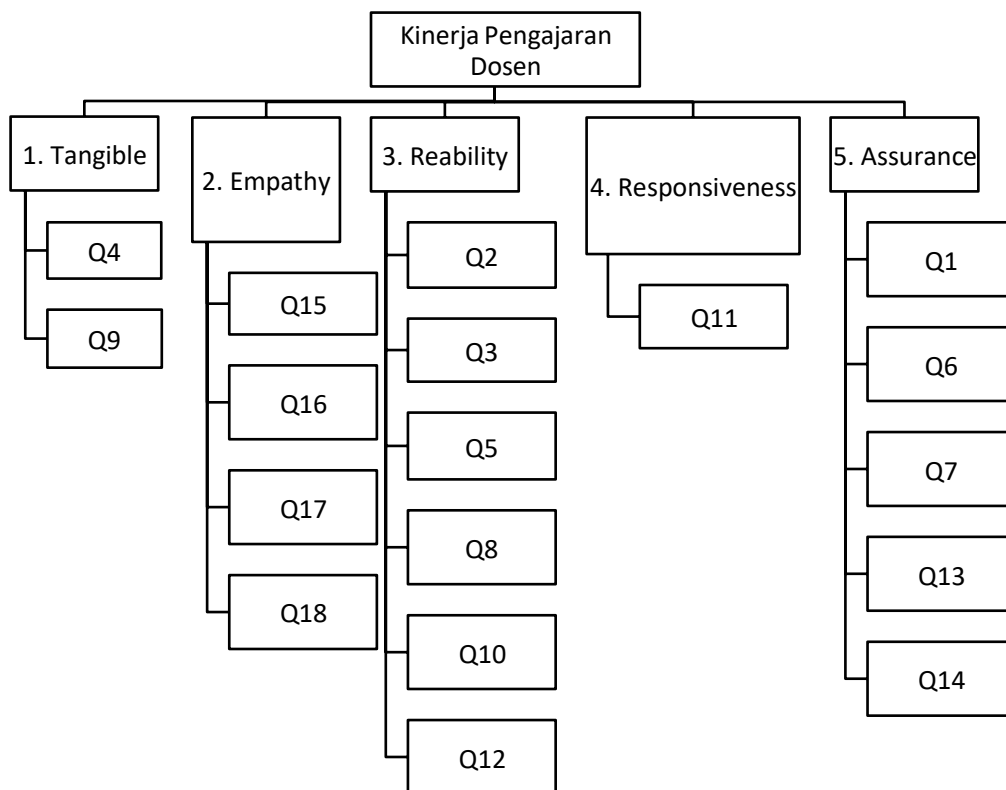 Kinerja Pengajaran
Dosen
1. Tangible
Q4
Q9
2. Empathy
Q15
Q16
Q17
Q18
3. Reability
Q2
Q3
Q5
Q8
Q10
Q12
4. Responsiveness
Q11
5. Assurance
Q1
Q6
Q7
Q13
Q14